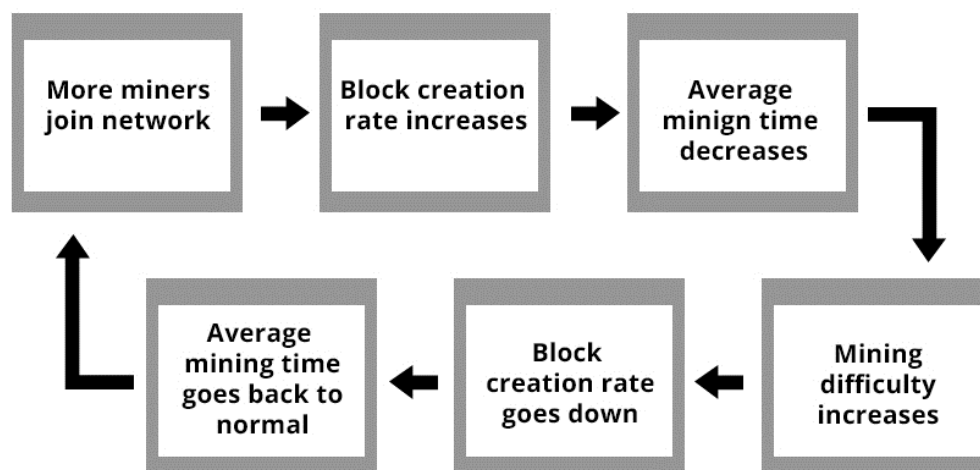 More miners
join network
Block creation
rate increases
Average
minign time
decreases
Mining
difficulty
increases
Block
creation rate
goes down
Average
mining time
goes back to
normal